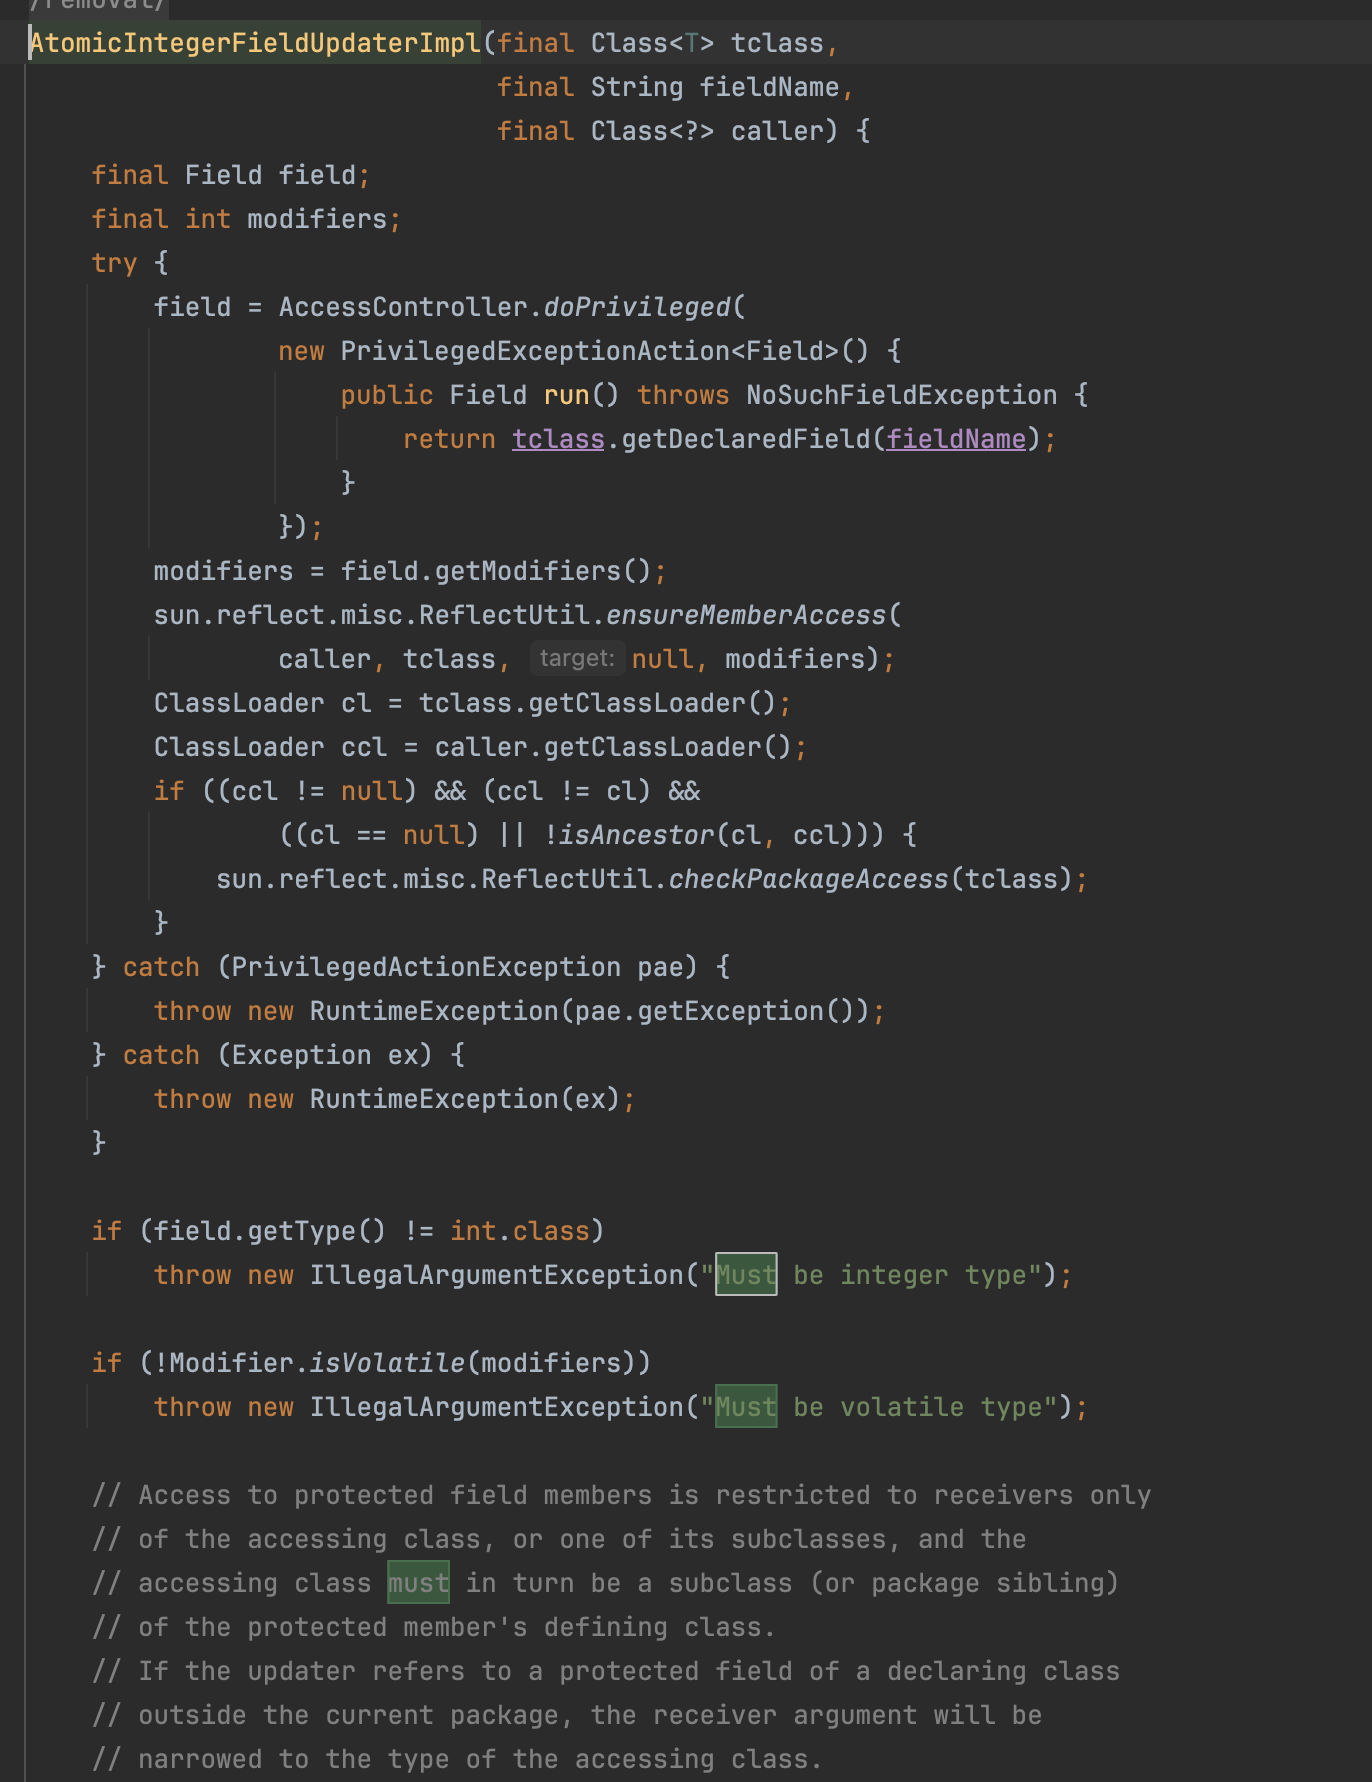 /removal/
AtomicIntegerFieldUpdaterImpl(final Class<T> tclass,
final String fieldName,
final Class<?> caller) {
final Field field;
final int modifiers;
try {
field = AccessController.doPrivileged(
new PrivilegedExceptionAction<Field>() {
public Field run() throws NoSuchFieldException {
return tclass.getDeclaredField(fieldName);
}
});
modifiers = field.getModifiers();
sun.reflect.misc.ReflectUtil.ensureMemberAccess(
caller, tclass, target: null, modifiers);
ClassLoader cl = tclass.getClassLoader();
ClassLoader ccl = caller.getClassLoader();
if ((ccl != null) && (ccl != cl) &&
((cl == null) || !isAncestor(cl, ccl))) {
sun.reflect.misc.ReflectUtil.checkPackageAccess(tclass);
}
} catch (PrivilegedActionException pae) {
throw new RuntimeException(pae.getException());
} catch (Exception ex) {
throw new RuntimeException(ex);
}
if (field.getType() != int.class)
throw new IllegalArgumentException("Must be integer type");
if (!Modifier.isVolatile(modifiers))
throw new IllegalArgumentException("Must be volatile type");
// Access to protected field members is restricted to receivers only
// of the accessing class, or one of its subclasses, and the
// accessing class must in turn be a subclass (or package sibling)
// of the protected member's defining class.
// If the updater refers to a protected field of a declaring class
// outside the current package, the receiver argument will be
// narrowed to the type of the accessing class.